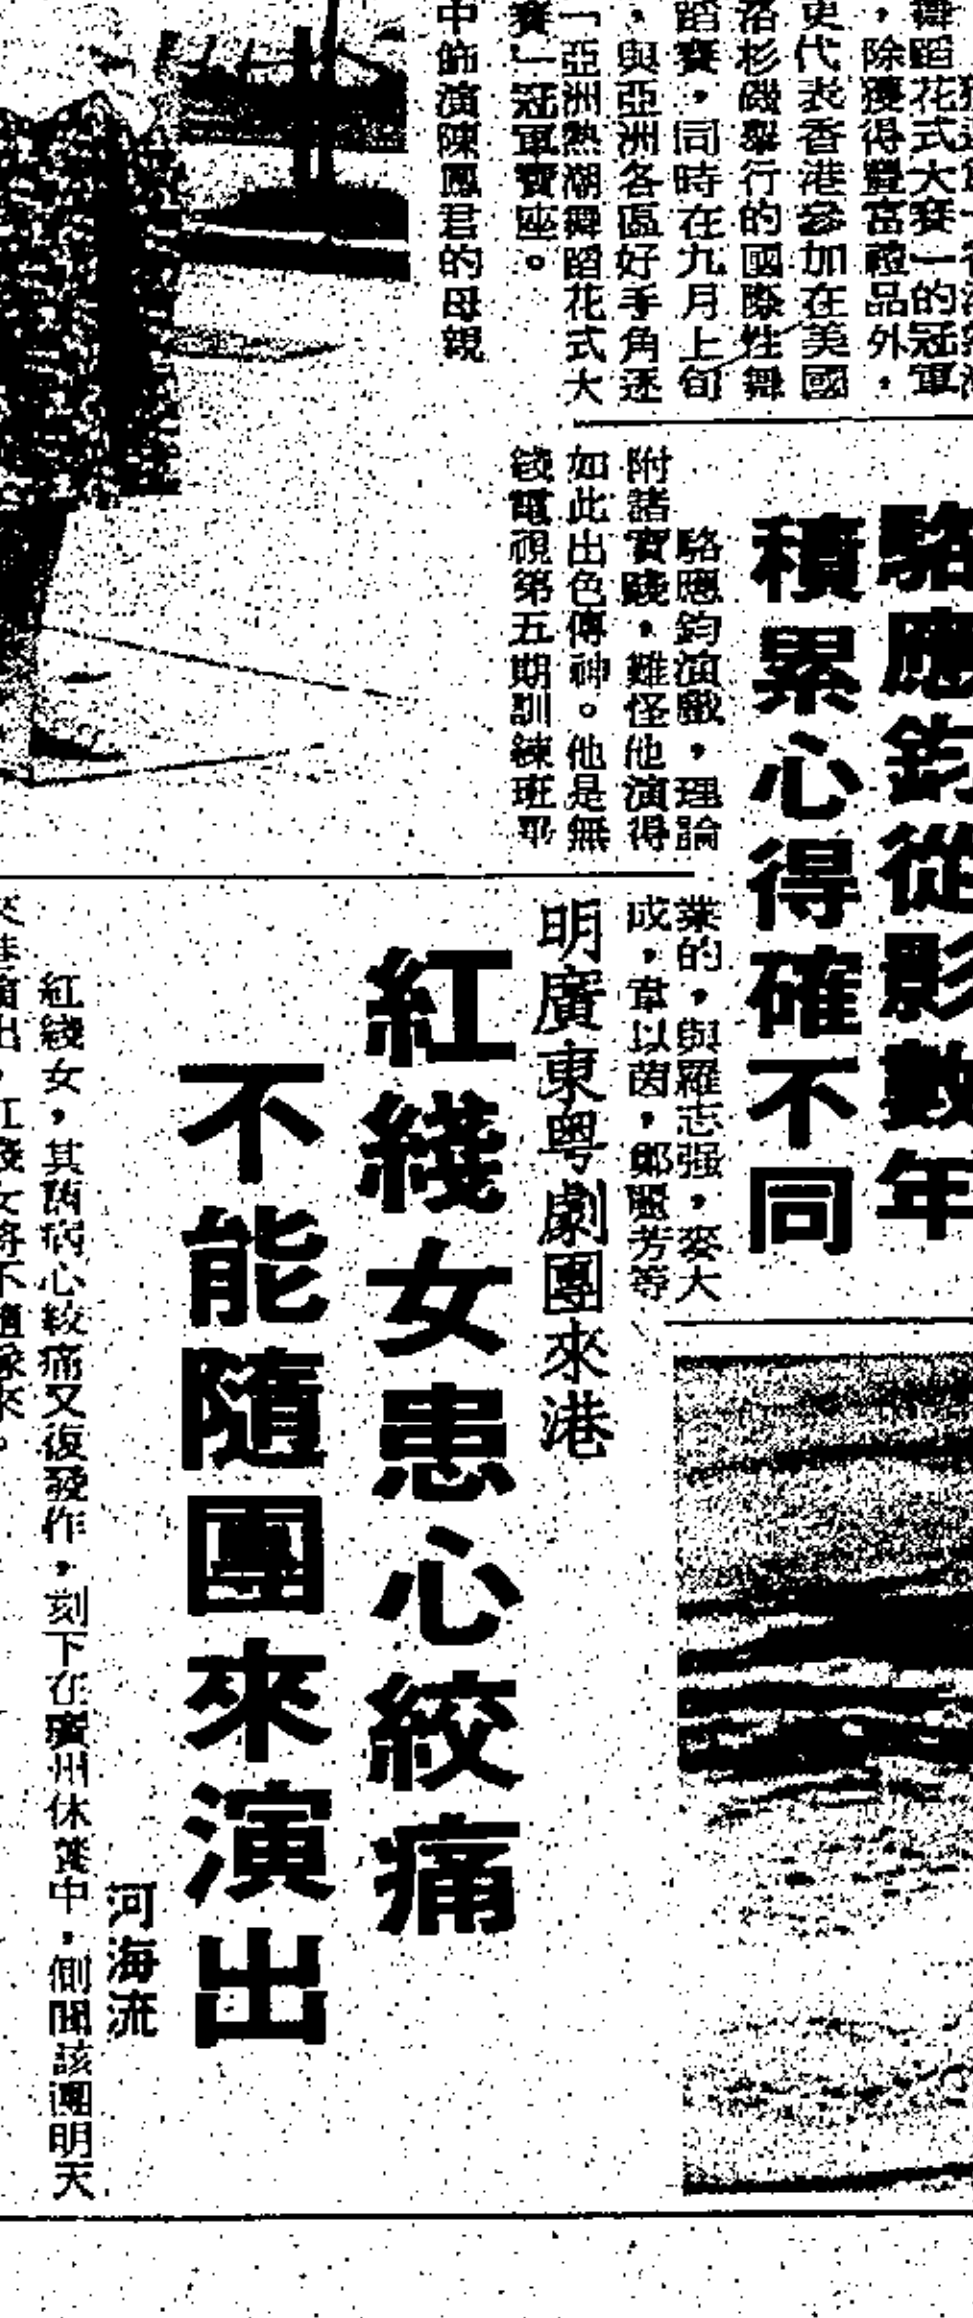 舞蹈花式大賽一的冠軍
，除獲得豐富禮品外，
更代表香港參加在美國
洛杉磯舉行的國際性舞
蹈賽，同時在九月上旬
，與亞洲各區好手角逐
「亞洲熱潮舞蹈花式大
賽」冠軍寶座。
中飾演陳鳳君的母親
駱應鈞從影數年
積累心得確不同
駱應鈞演戲，理論
附諸實踐，難怪他演得
如此出色傳神。他是無
綫電視第五期訓練班畢
業的，與羅志强，麥大
成，韋以茵，鄭麗芳等
明廣東粵劇團來港
紅綫女患心絞痛
不能隨團來演出
河海流
紅綫女，其舊病心絞痛又復發作，刻下在廣州休養中，側聞該團明天
來港演出，紅綫女將不隨隊來。